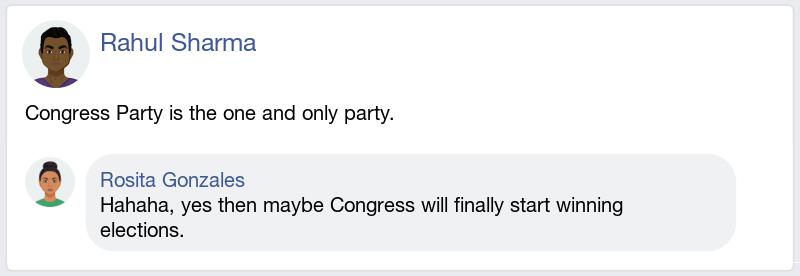 Rahul Sharma
Congress Party is the one and only party.
Rosita Gonzales
Hahaha, yes then maybe Congress will finally start winning
elections.